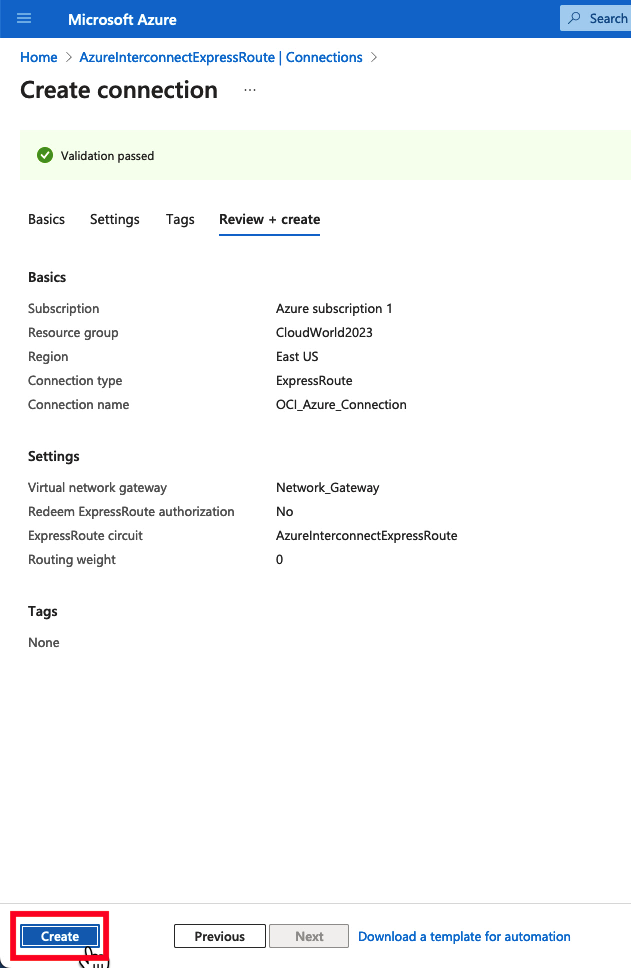 Microsoft Azure
Search
Home > AzureInterconnectExpressRoute | Connections >
Create connection ...
Validation passed
Basics Settings Tags Review + create
Basics
Subscription Azure subscription 1
Resource group CloudWorld2023
Region East US
Connection type ExpressRoute
Connection name OCI_Azure_Connection
Settings
Virtual network gateway Network_Gateway
Redeem ExpressRoute authorization No
ExpressRoute circuit AzureInterconnectExpressRoute
Routing weight 0
Tags
None
Create Previous Next Download a template for automation